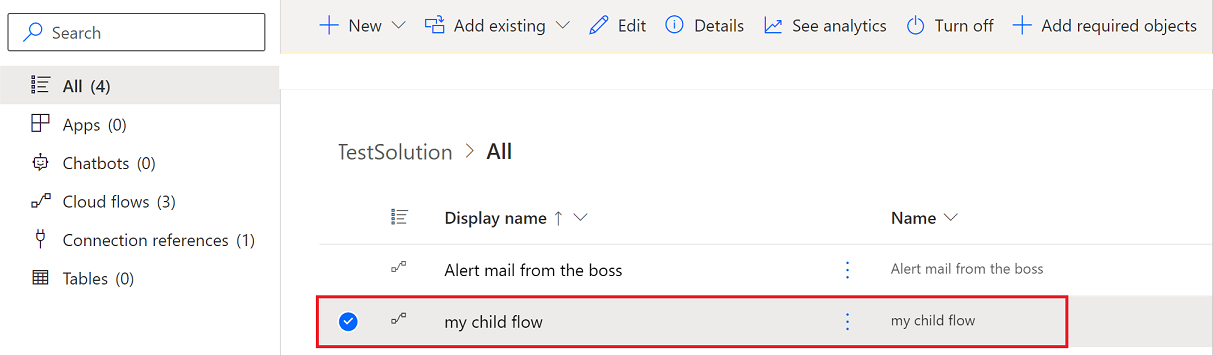 Search
New
Add existing
Edit
Details
See analytics
Turn off
Add required objects
All (4)
Apps (0)
Chatbots (0)
Cloud flows (3)
Connection references (1)
Tables (0)
TestSolution > All
Display name ↑
Name
Alert mail from the boss
Alert mail from the boss
my child flow
my child flow